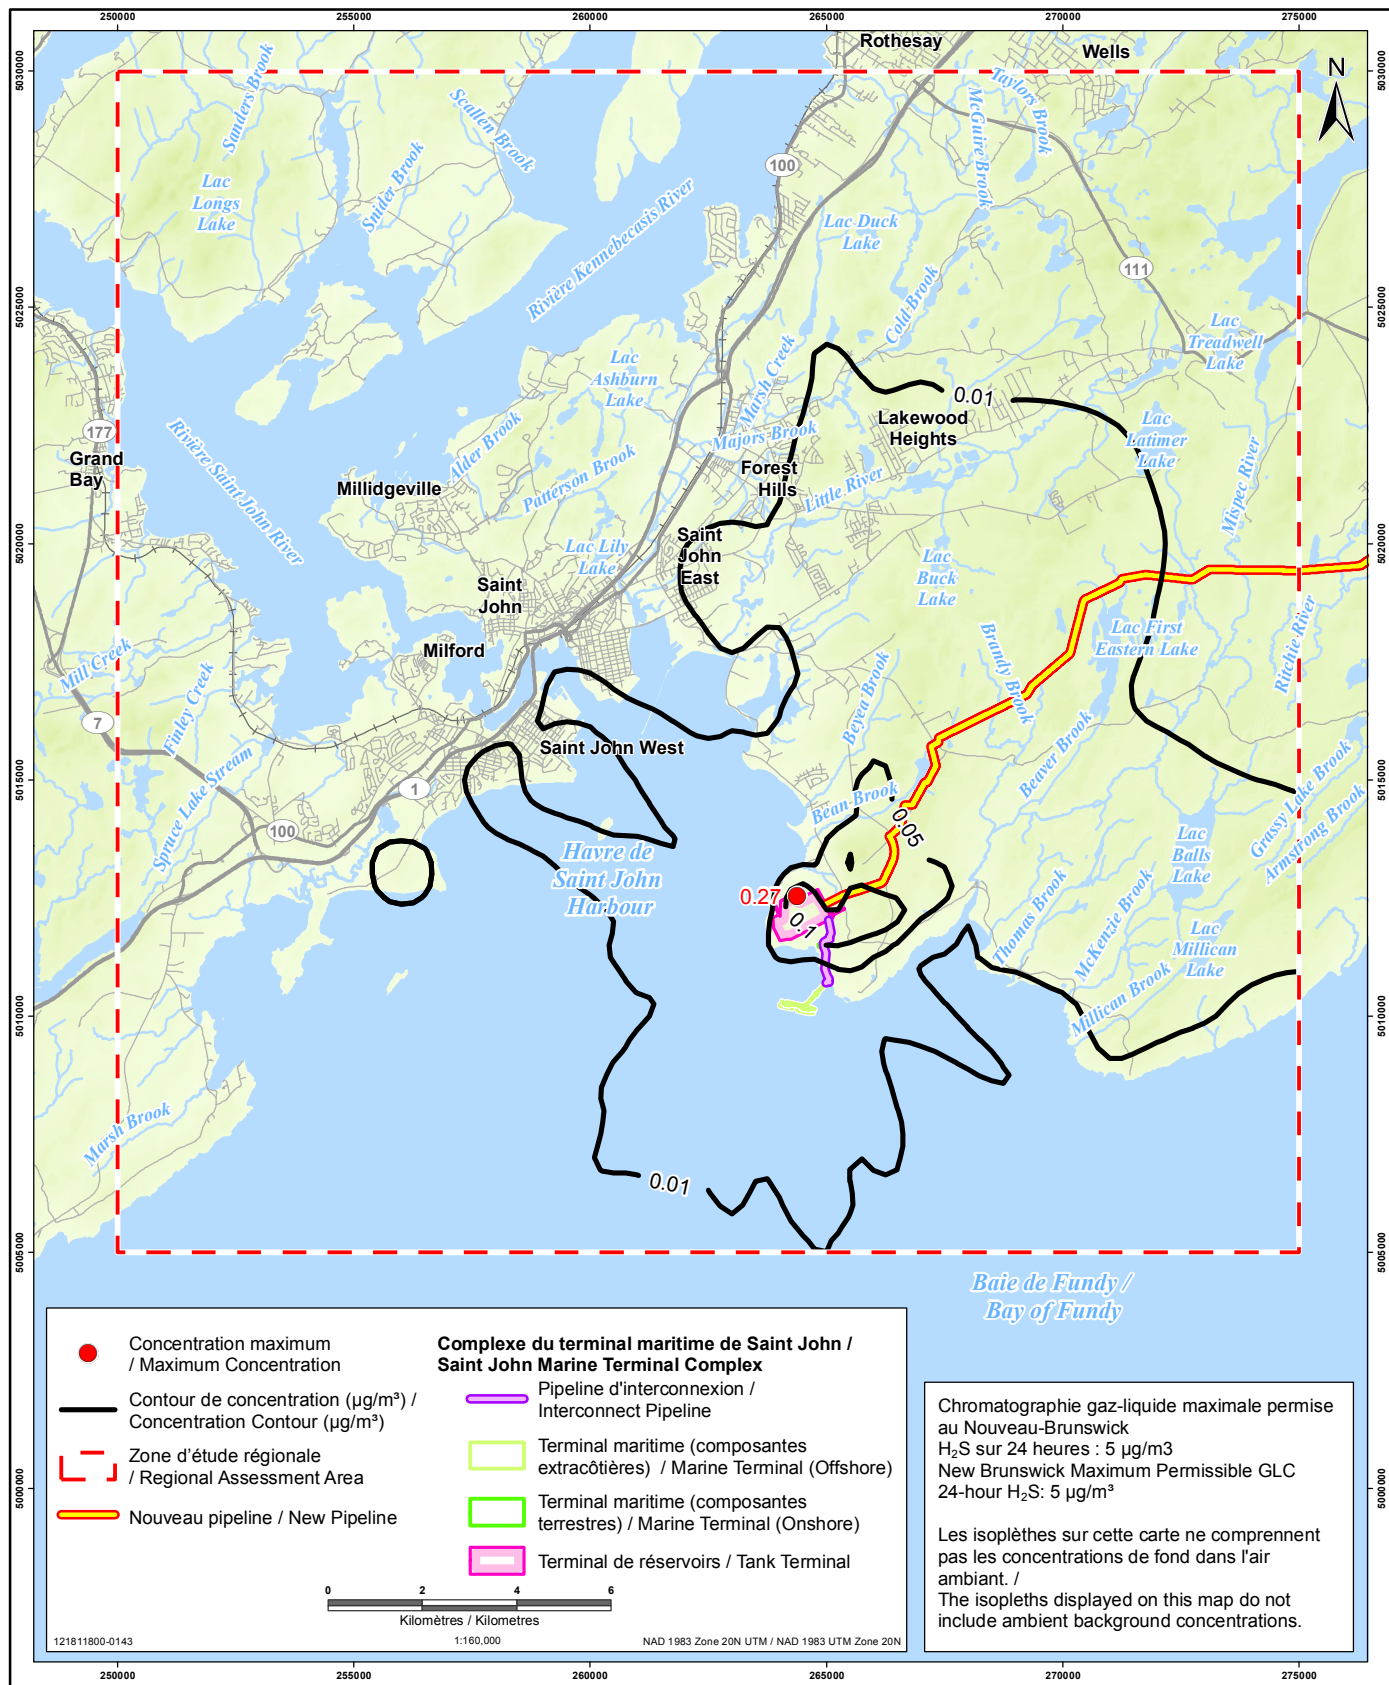 250000
255000
260000
265000
270000
275000
5030000
5025000
5020000
5015000
5010000
5005000
5000000
5030000
5025000
5020000
5015000
5010000
5005000
5000000
N
Rothesay
Wells
Sanders Brook
Scallen Brook
Snider Brook
Taylors Brook
McGuire Brook
100
Lac
Longs
Lake
Rivière Kennebecasis River
Lac Duck
Lake
111
Cold Brook
Lac
Treadwell
Lake
Lac
Ashburn
Lake
Marsh Creek
0.01
Lakewood
Heights
Lac
Latimer
Lake
177
Grand
Bay
Rivière Saint John River
Alder Brook
Majors Brook
Forest
Hills
Millidgeville
Patterson Brook
Little River
Mispec River
Saint
John
East
Lac Lily
Lake
Lac
Buck
Lake
Saint
John
Milford
Lac First
Eastern Lake
Brandy Brook
Ritchie River
Mill Creek
Finley Creek
7
Beyea Brook
Saint John West
Spruce Lake Stream
1
Beaver Brook
Bean Brook
0.05
Grassy Lake Brook
Armstrong Brook
100
Havre de
Saint John
Harbour
Lac
Balls
Lake
0.27
0.1
Thomas Brook
McKenzie Brook
Lac
Millican
Lake
Millican Brook
Marsh Brook
0.01
Baie de Fundy /
Bay of Fundy
Concentration maximum
/ Maximum Concentration
Contour de concentration (µg/m³) /
Concentration Contour (µg/m³)
Zone d'étude régionale
/ Regional Assessment Area
Nouveau pipeline / New Pipeline
Complexe du terminal maritime de Saint John /
Saint John Marine Terminal Complex
Pipeline d'interconnexion /
Interconnect Pipeline
Terminal maritime (composantes
extracôtières) / Marine Terminal (Offshore)
Terminal maritime (composantes
terrestres) / Marine Terminal (Onshore)
Terminal de réservoirs / Tank Terminal
0 2 4 6
Kilomètres / Kilometres
121811800-0143
1:160,000
NAD 1983 Zone 20N UTM / NAD 1983 UTM Zone 20N
Chromatographie gaz-liquide maximale permise
au Nouveau-Brunswick
H₂S sur 24 heures : 5 µg/m3
New Brunswick Maximum Permissible GLC
24-hour H₂S: 5 µg/m³
Les isoplèthes sur cette carte ne comprennent
pas les concentrations de fond dans l'air
ambiant. /
The isopleths displayed on this map do not
include ambient background concentrations.
250000
255000
260000
265000
270000
275000